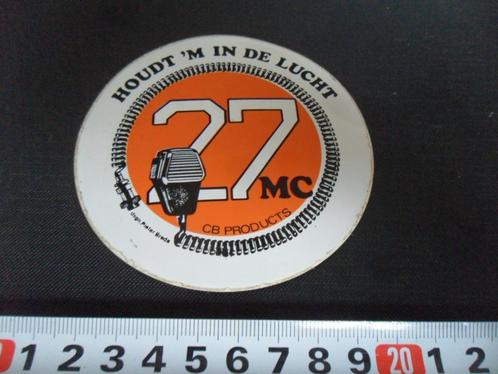 HOUDT 'M IN DE LUCHT
27
MC
CB PRODUCTS
1 2 3 4 5 6 7 8 9 20 1 2